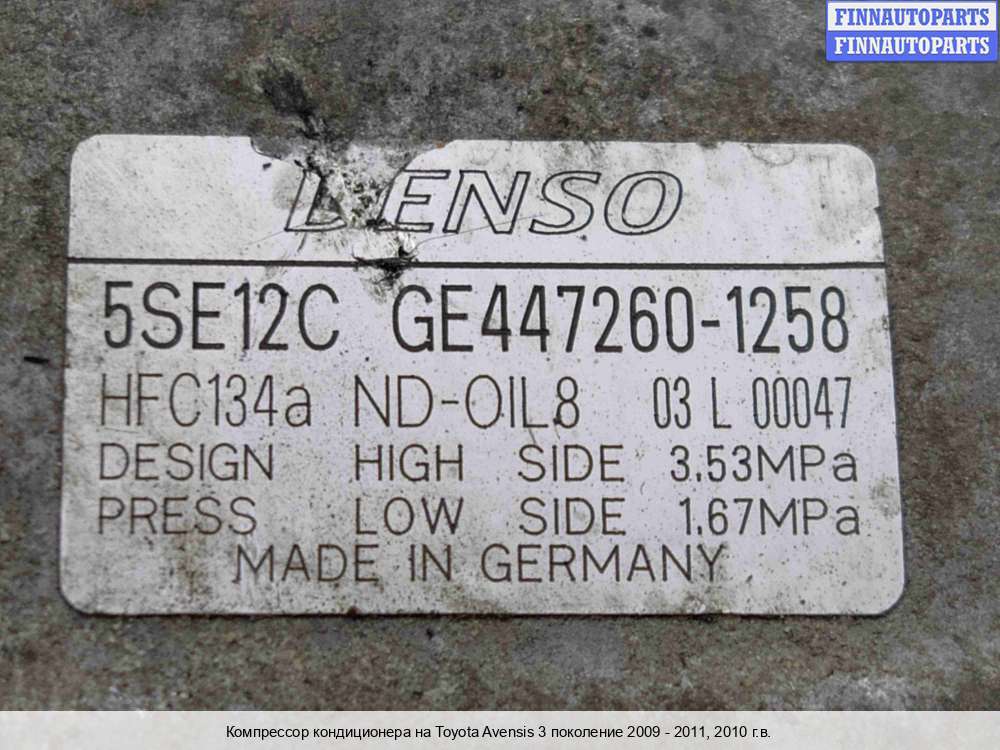 FINNAUTOPARTS
FINNAUTOPARTS
DENSO
5SE12C GE447260-1258
HFC134a ND-OIL8 03 L 00047
DESIGN HIGH SIDE 3.53MPa
PRESS LOW SIDE 1.67MPa
MADE IN GERMANY
Компрессор кондиционера на Toyota Avensis 3 поколение 2009 - 2011, 2010 г.в.